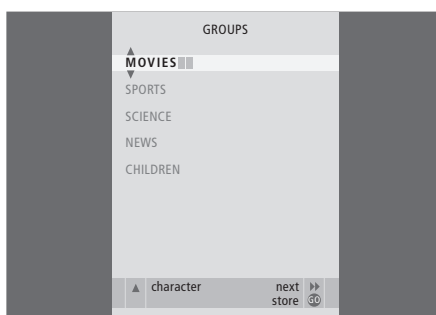 GROUPS
MOVIES
SPORTS
SCIENCE
NEWS
CHILDREN
character next
store GO